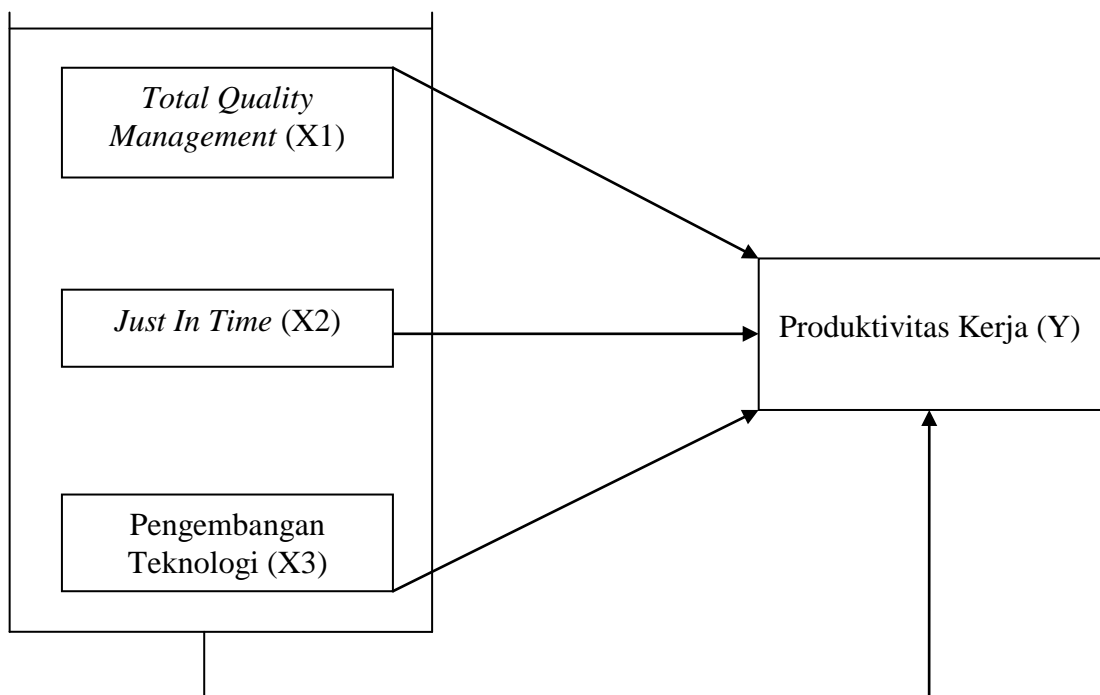 Total Quality
Management (X1)
Just In Time (X2)
Produktivitas Kerja (Y)
Pengembangan
Teknologi (X3)